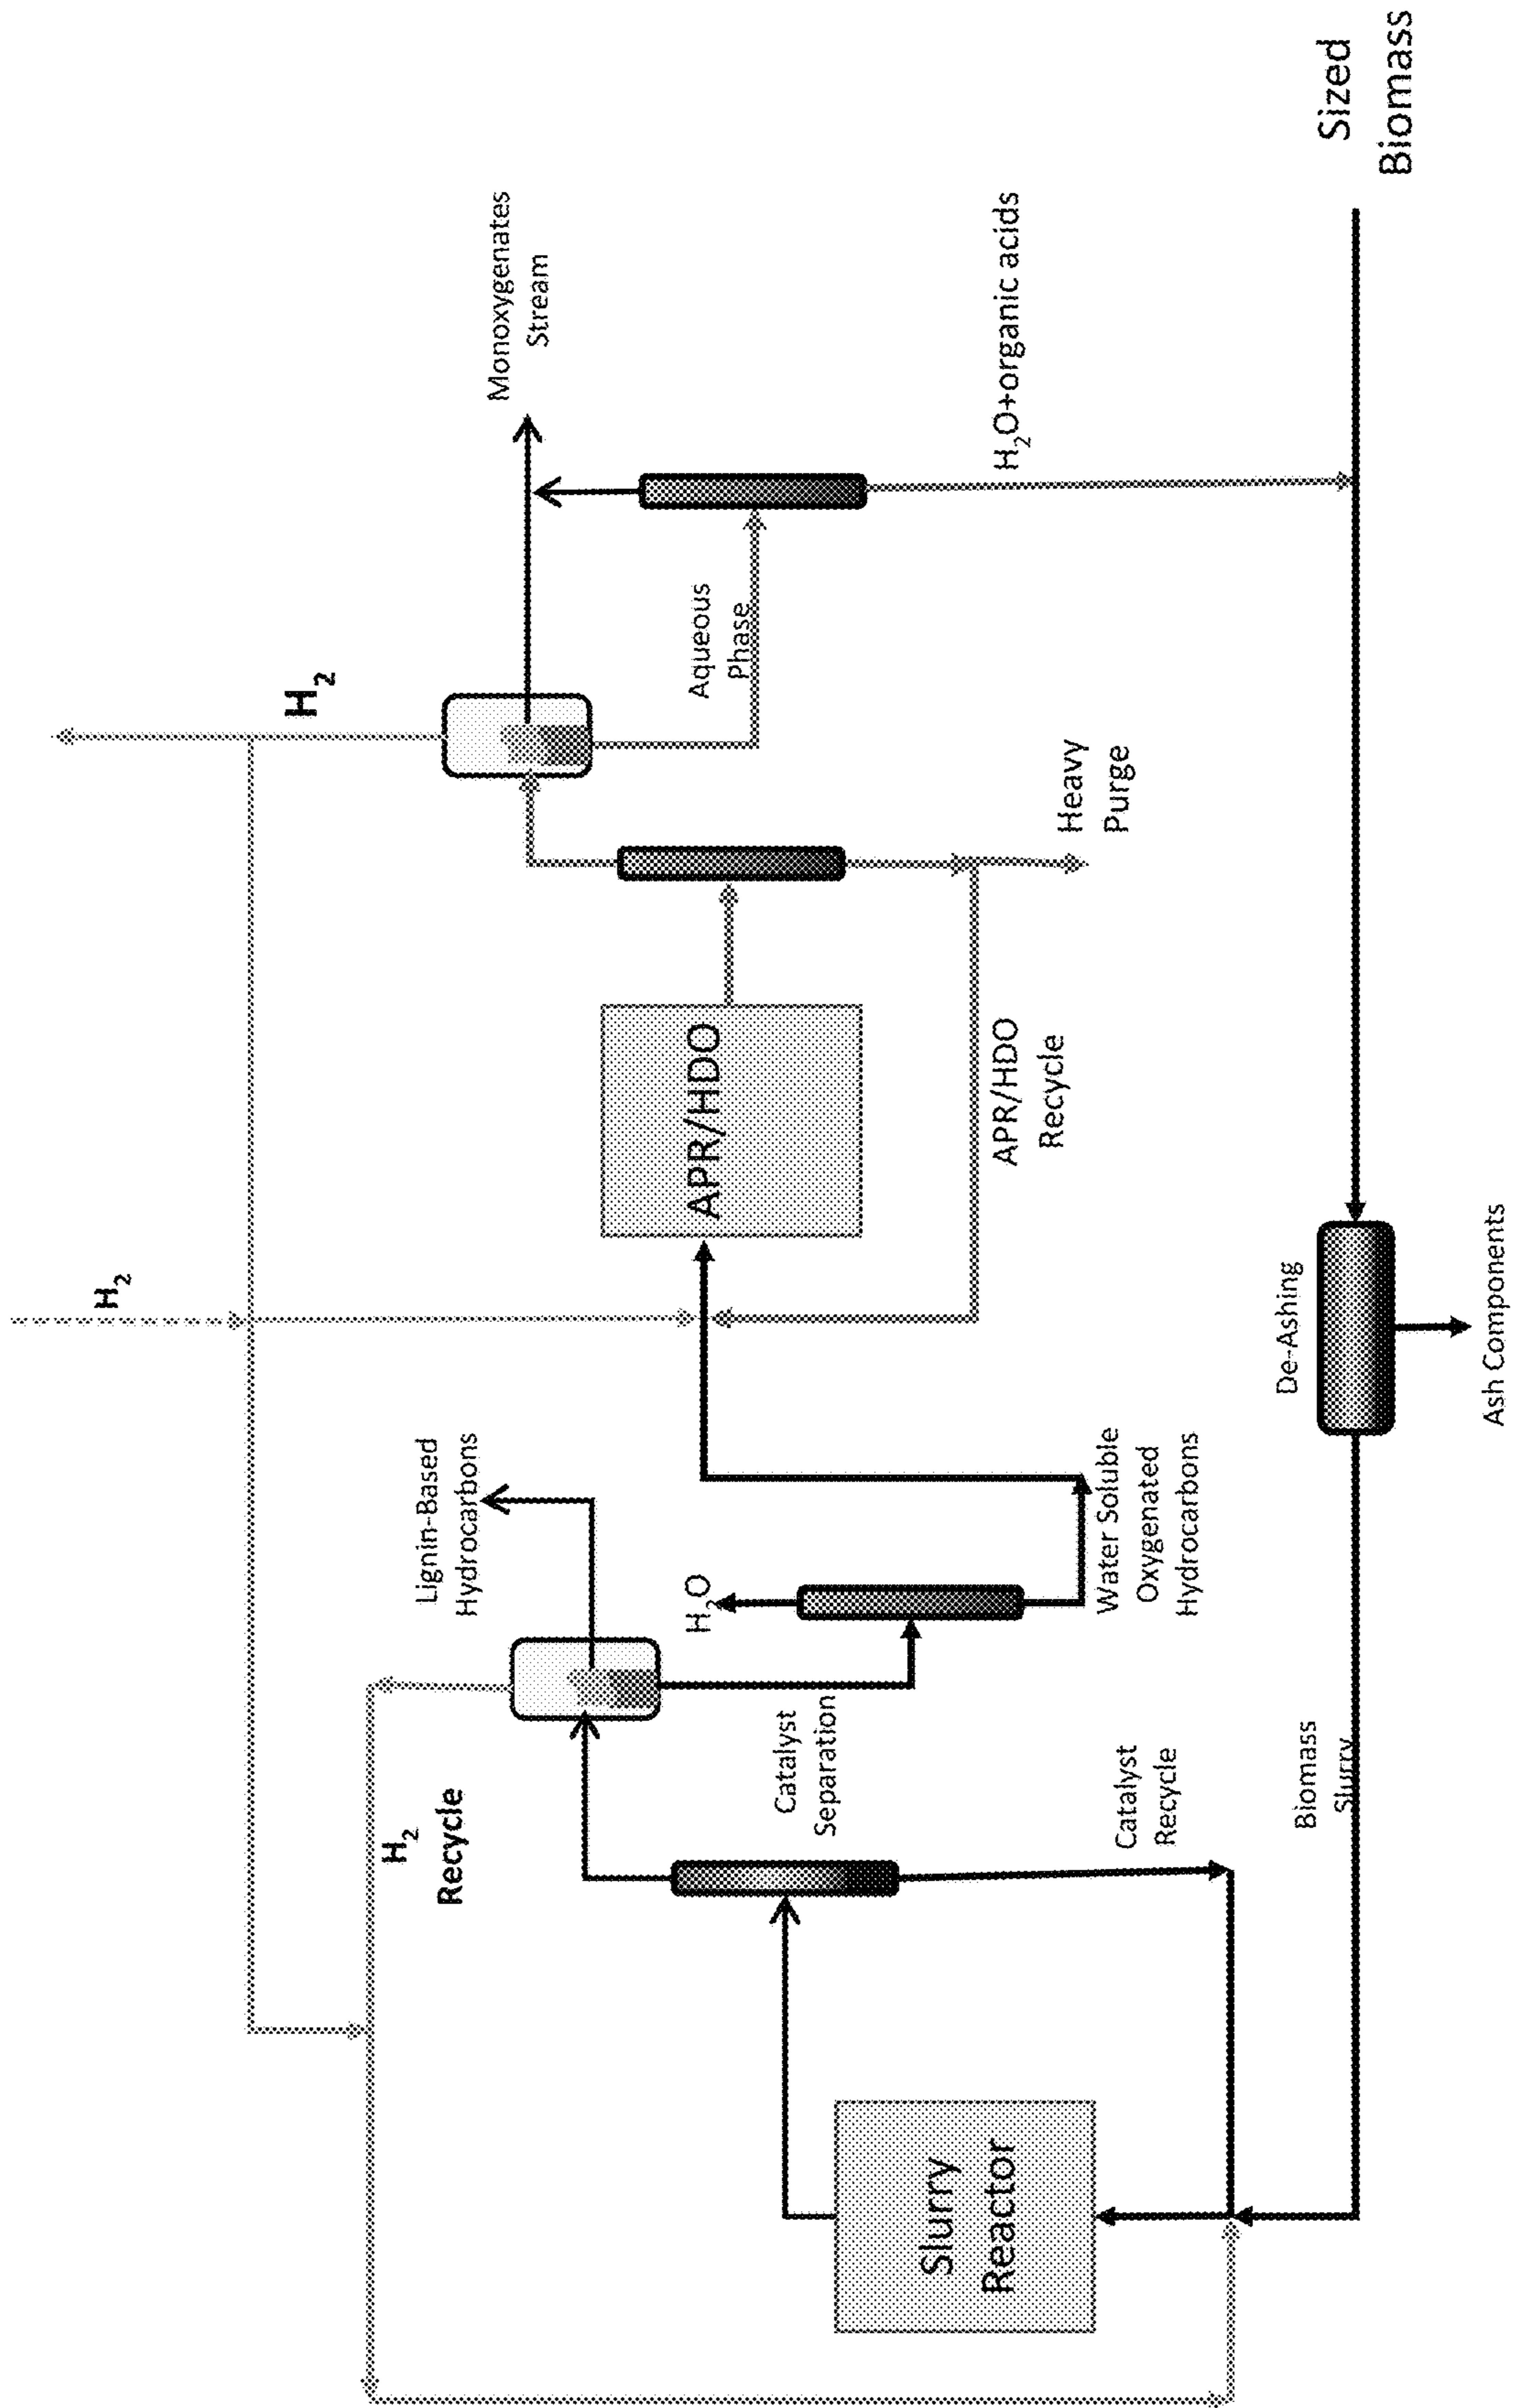 Sized
Biomass
De-Ashing
Ash Components
Biomass
Slurry
Slurry
Reactor
Catalyst
Separation
Catalyst
Recycle
H₂
Recycle
Lignin-Based
Hydrocarbons
H₂O
Water Soluble
Oxygenated
Hydrocarbons
H₂
APR/HDO
APR/HDO
Recycle
Heavy
Purge
H₂
Aqueous
Phase
Monoxygenates
Stream
H₂O+organic acids